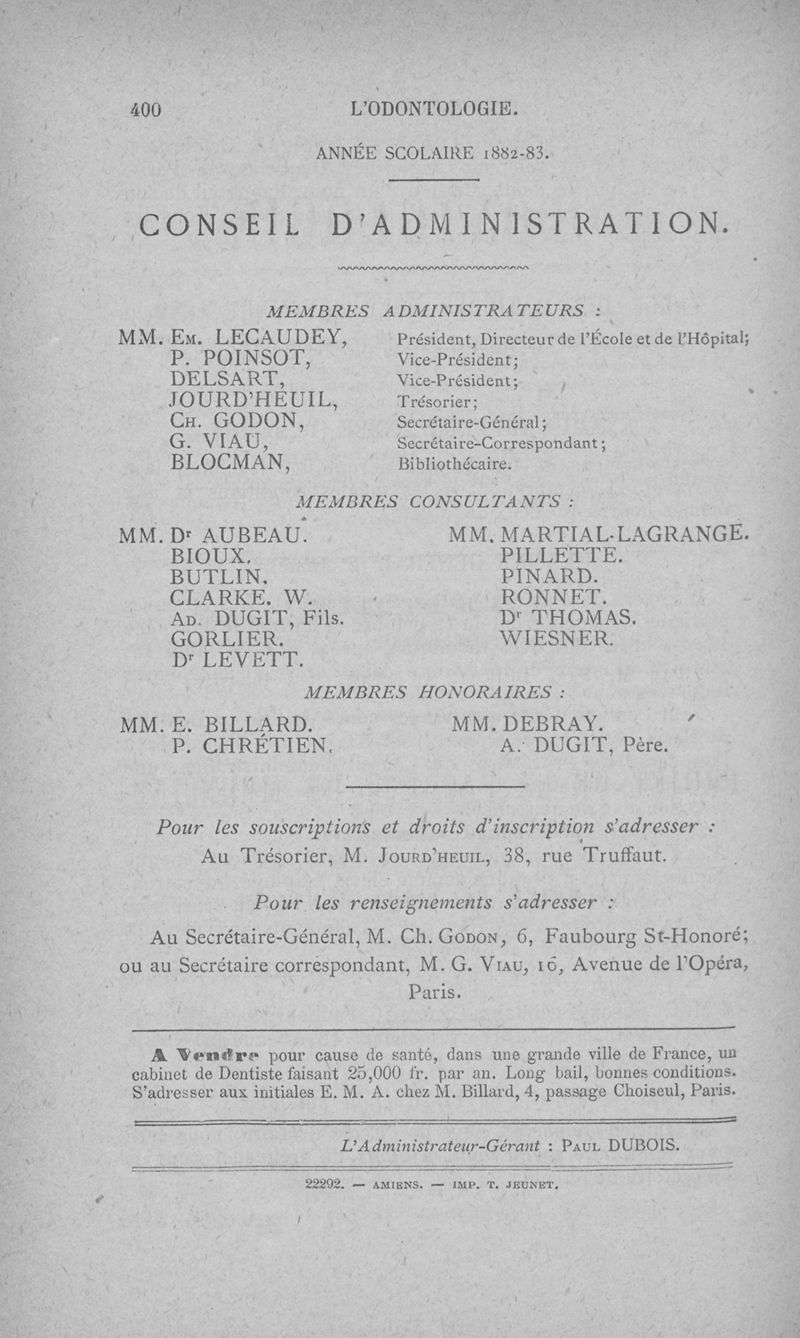 400 L'ODONTOLOGIE.
ANNÉE SCOLAIRE 1882-83.
CONSEIL D'ADMINISTRATION.
MEMBRES ADMINISTRATEURS :
MM. EM. LECAUDEY, Président, Directeur de l'École et de l'Hôpital;
P. POINSOT, Vice-Président;
DELSART, Vice-Président;
JOURD'HEUIL, Trésorier;
CH. GODON, Secrétaire-Général;
G. VIAU, Secrétaire-Correspondant;
BLOCMAN, Bibliothécaire.
MEMBRES CONSULTANTS :
MM. Dr AUBEAU. MM. MARTIAL-LAGRANGE.
BIOUX. PILLETTE.
BUTLIN. PINARD.
CLARKE. W. RONNET.
AD. DUGIT, Fils. Dr THOMAS.
GORLIER. WIESNER.
Dr LEVETT.
MEMBRES HONORAIRES :
MM. E. BILLARD. MM. DEBRAY.
P. CHRÉTIEN. A. DUGIT, Père.
Pour les souscriptions et droits d'inscription s'adresser :
Au Trésorier, M. JOURD'HEUIL, 38, rue Truffaut.
Pour les renseignements s'adresser :
Au Secrétaire-Général, M. Ch. GODON, 6, Faubourg St-Honoré;
ou au Secrétaire correspondant, M. G. VIAU, 16, Avenue de l'Opéra,
Paris.
A Vendre pour cause de santé, dans une grande ville de France, un
cabinet de Dentiste faisant 25,000 fr. par an. Long bail, bonnes conditions.
S'adresser aux initiales E. M. A. chez M. Billard, 4, passage Choiseul, Paris.
L'Administrateur-Gérant : PAUL DUBOIS.
22292. — AMIENS. — IMP. T. JEUNET.